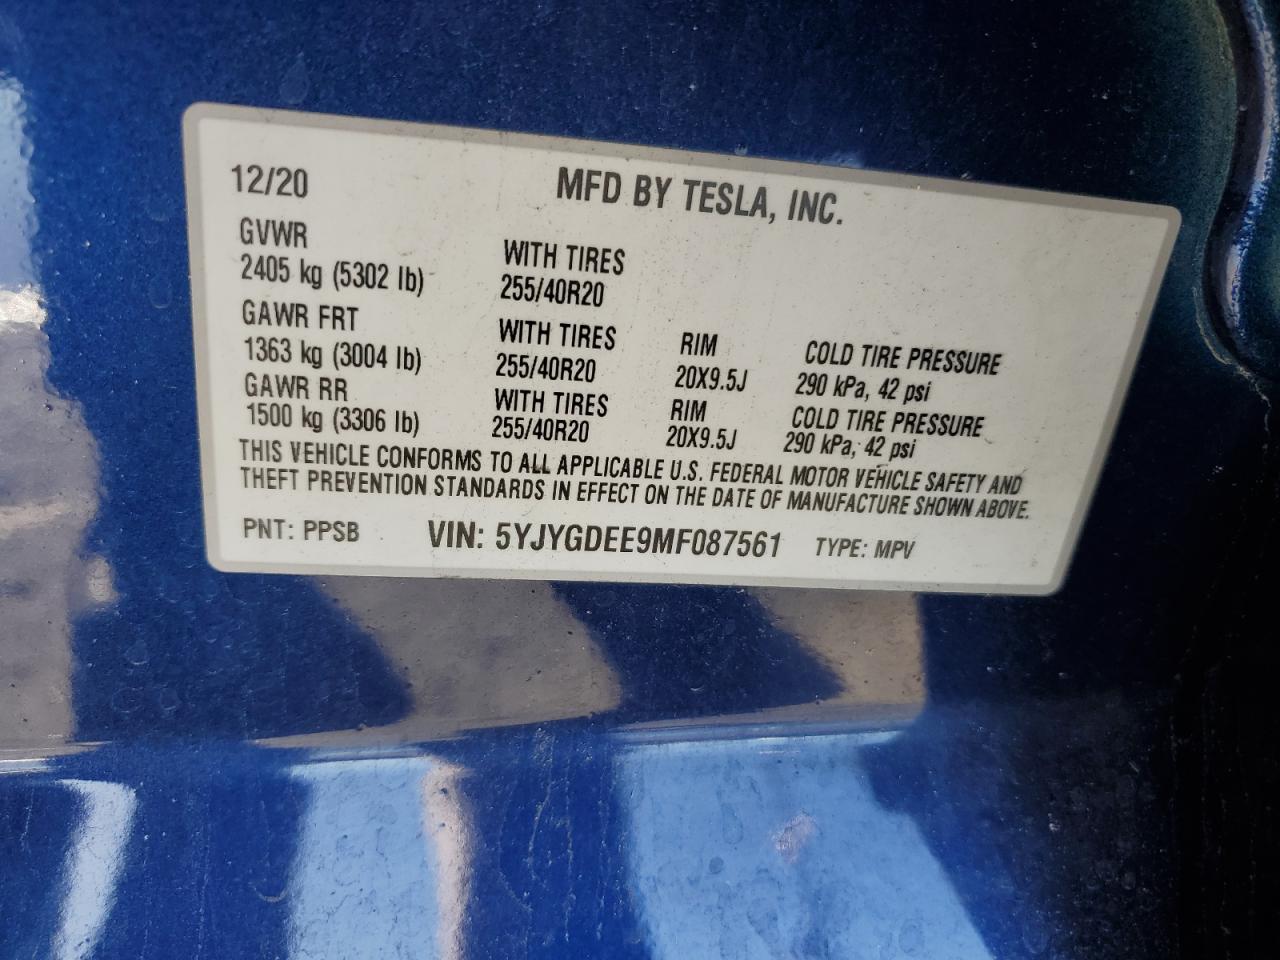 12/20 MFD BY TESLA, INC.
GVWR WITH TIRES
2405 kg (5302 lb) 255/40R20
GAWR FRT WITH TIRES RIM COLD TIRE PRESSURE
1363 kg (3004 lb) 255/40R20 20X9.5J 290 kPa, 42 psi
GAWR RR WITH TIRES RIM COLD TIRE PRESSURE
1500 kg (3306 lb) 255/40R20 20X9.5J 290 kPa, 42 psi
THIS VEHICLE CONFORMS TO ALL APPLICABLE U.S. FEDERAL MOTOR VEHICLE SAFETY AND
THEFT PREVENTION STANDARDS IN EFFECT ON THE DATE OF MANUFACTURE SHOWN ABOVE.
PNT: PPSB VIN: 5YJYGDEE9MF087561 TYPE: MPV